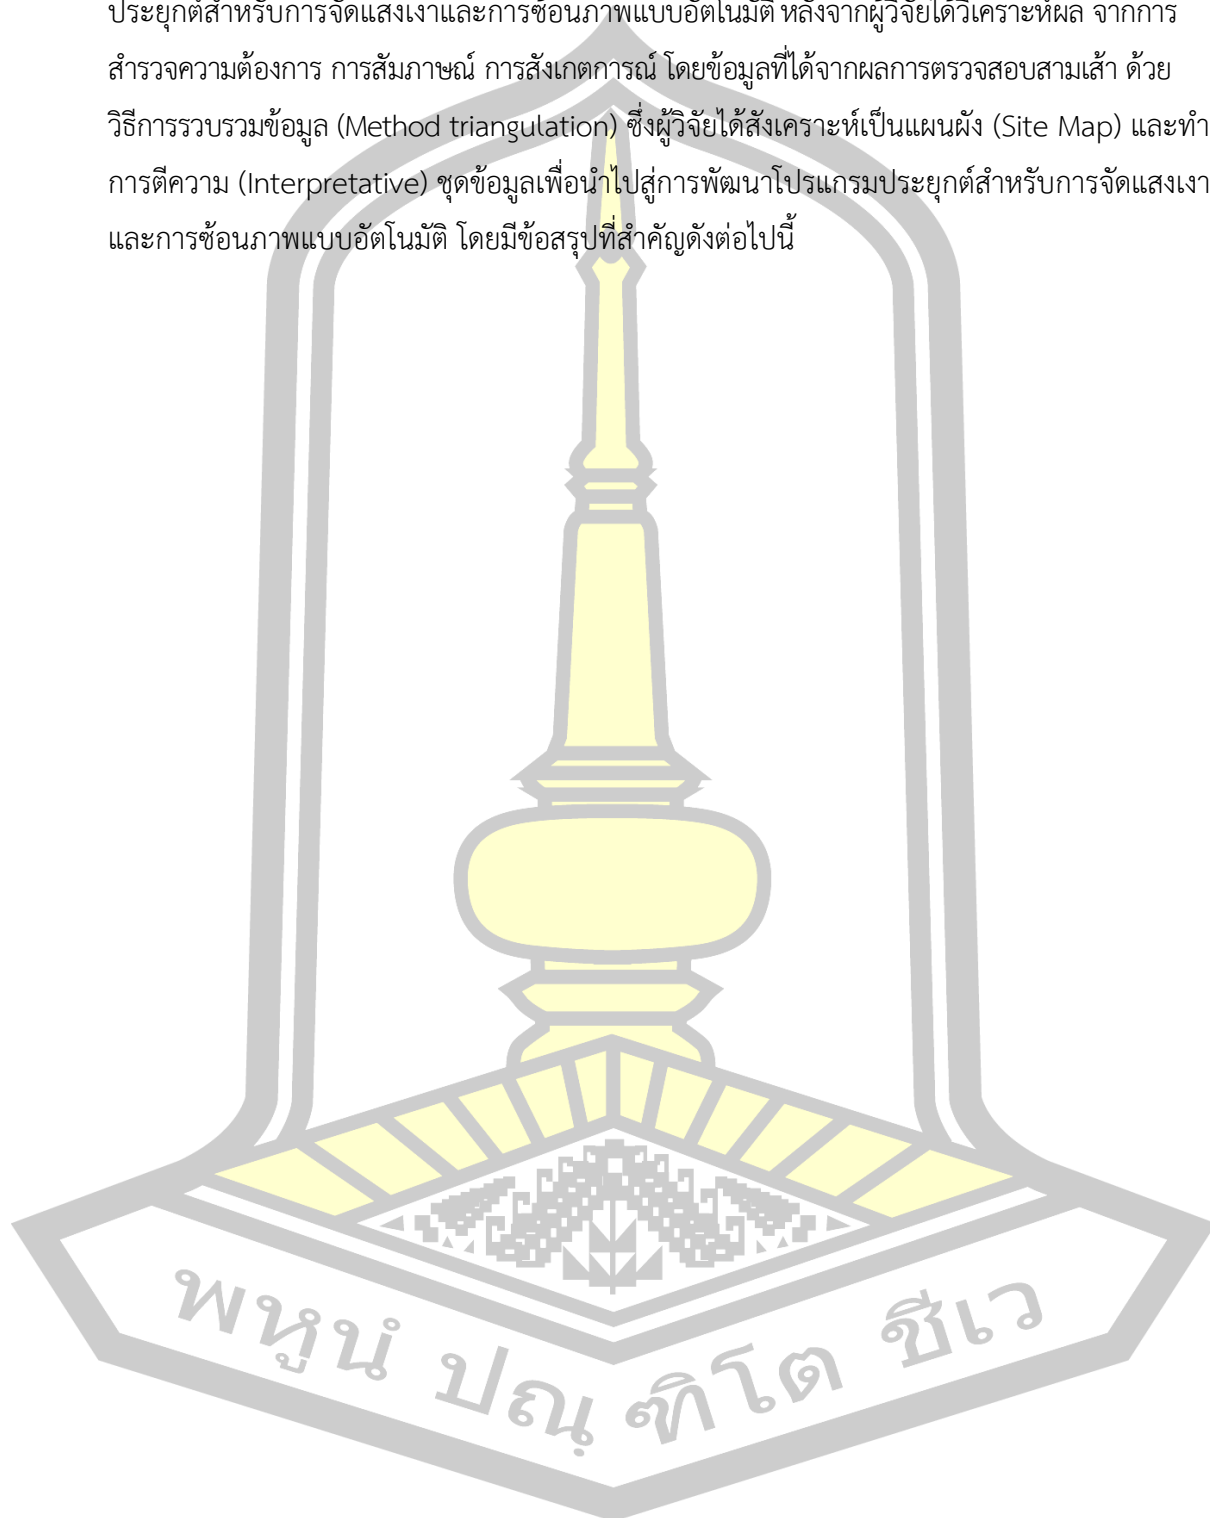 ประยุกต์สำหรับการจัดแสงเงาและการซ้อนภาพแบบอัตโนมัติ หลังจากผู้วิจัยได้วิเคราะห์ผล จากการ
สำรวจความต้องการ การสัมภาษณ์ การสังเกตการณ์ โดยข้อมูลที่ได้จากผลการตรวจสอบสามเส้า ด้วย
วิธีการรวบรวมข้อมูล (Method triangulation) ซึ่งผู้วิจัยได้สังเคราะห์เป็นแผนผัง (Site Map) และทำ
การตีความ (Interpretative) ชุดข้อมูลเพื่อนำไปสู่การพัฒนาโปรแกรมประยุกต์สำหรับการจัดแสงเงา
และการซ้อนภาพแบบอัตโนมัติ โดยมีข้อสรุปที่สำคัญดังต่อไปนี้
พหูนํ ปณฺฑิโต ชีเว